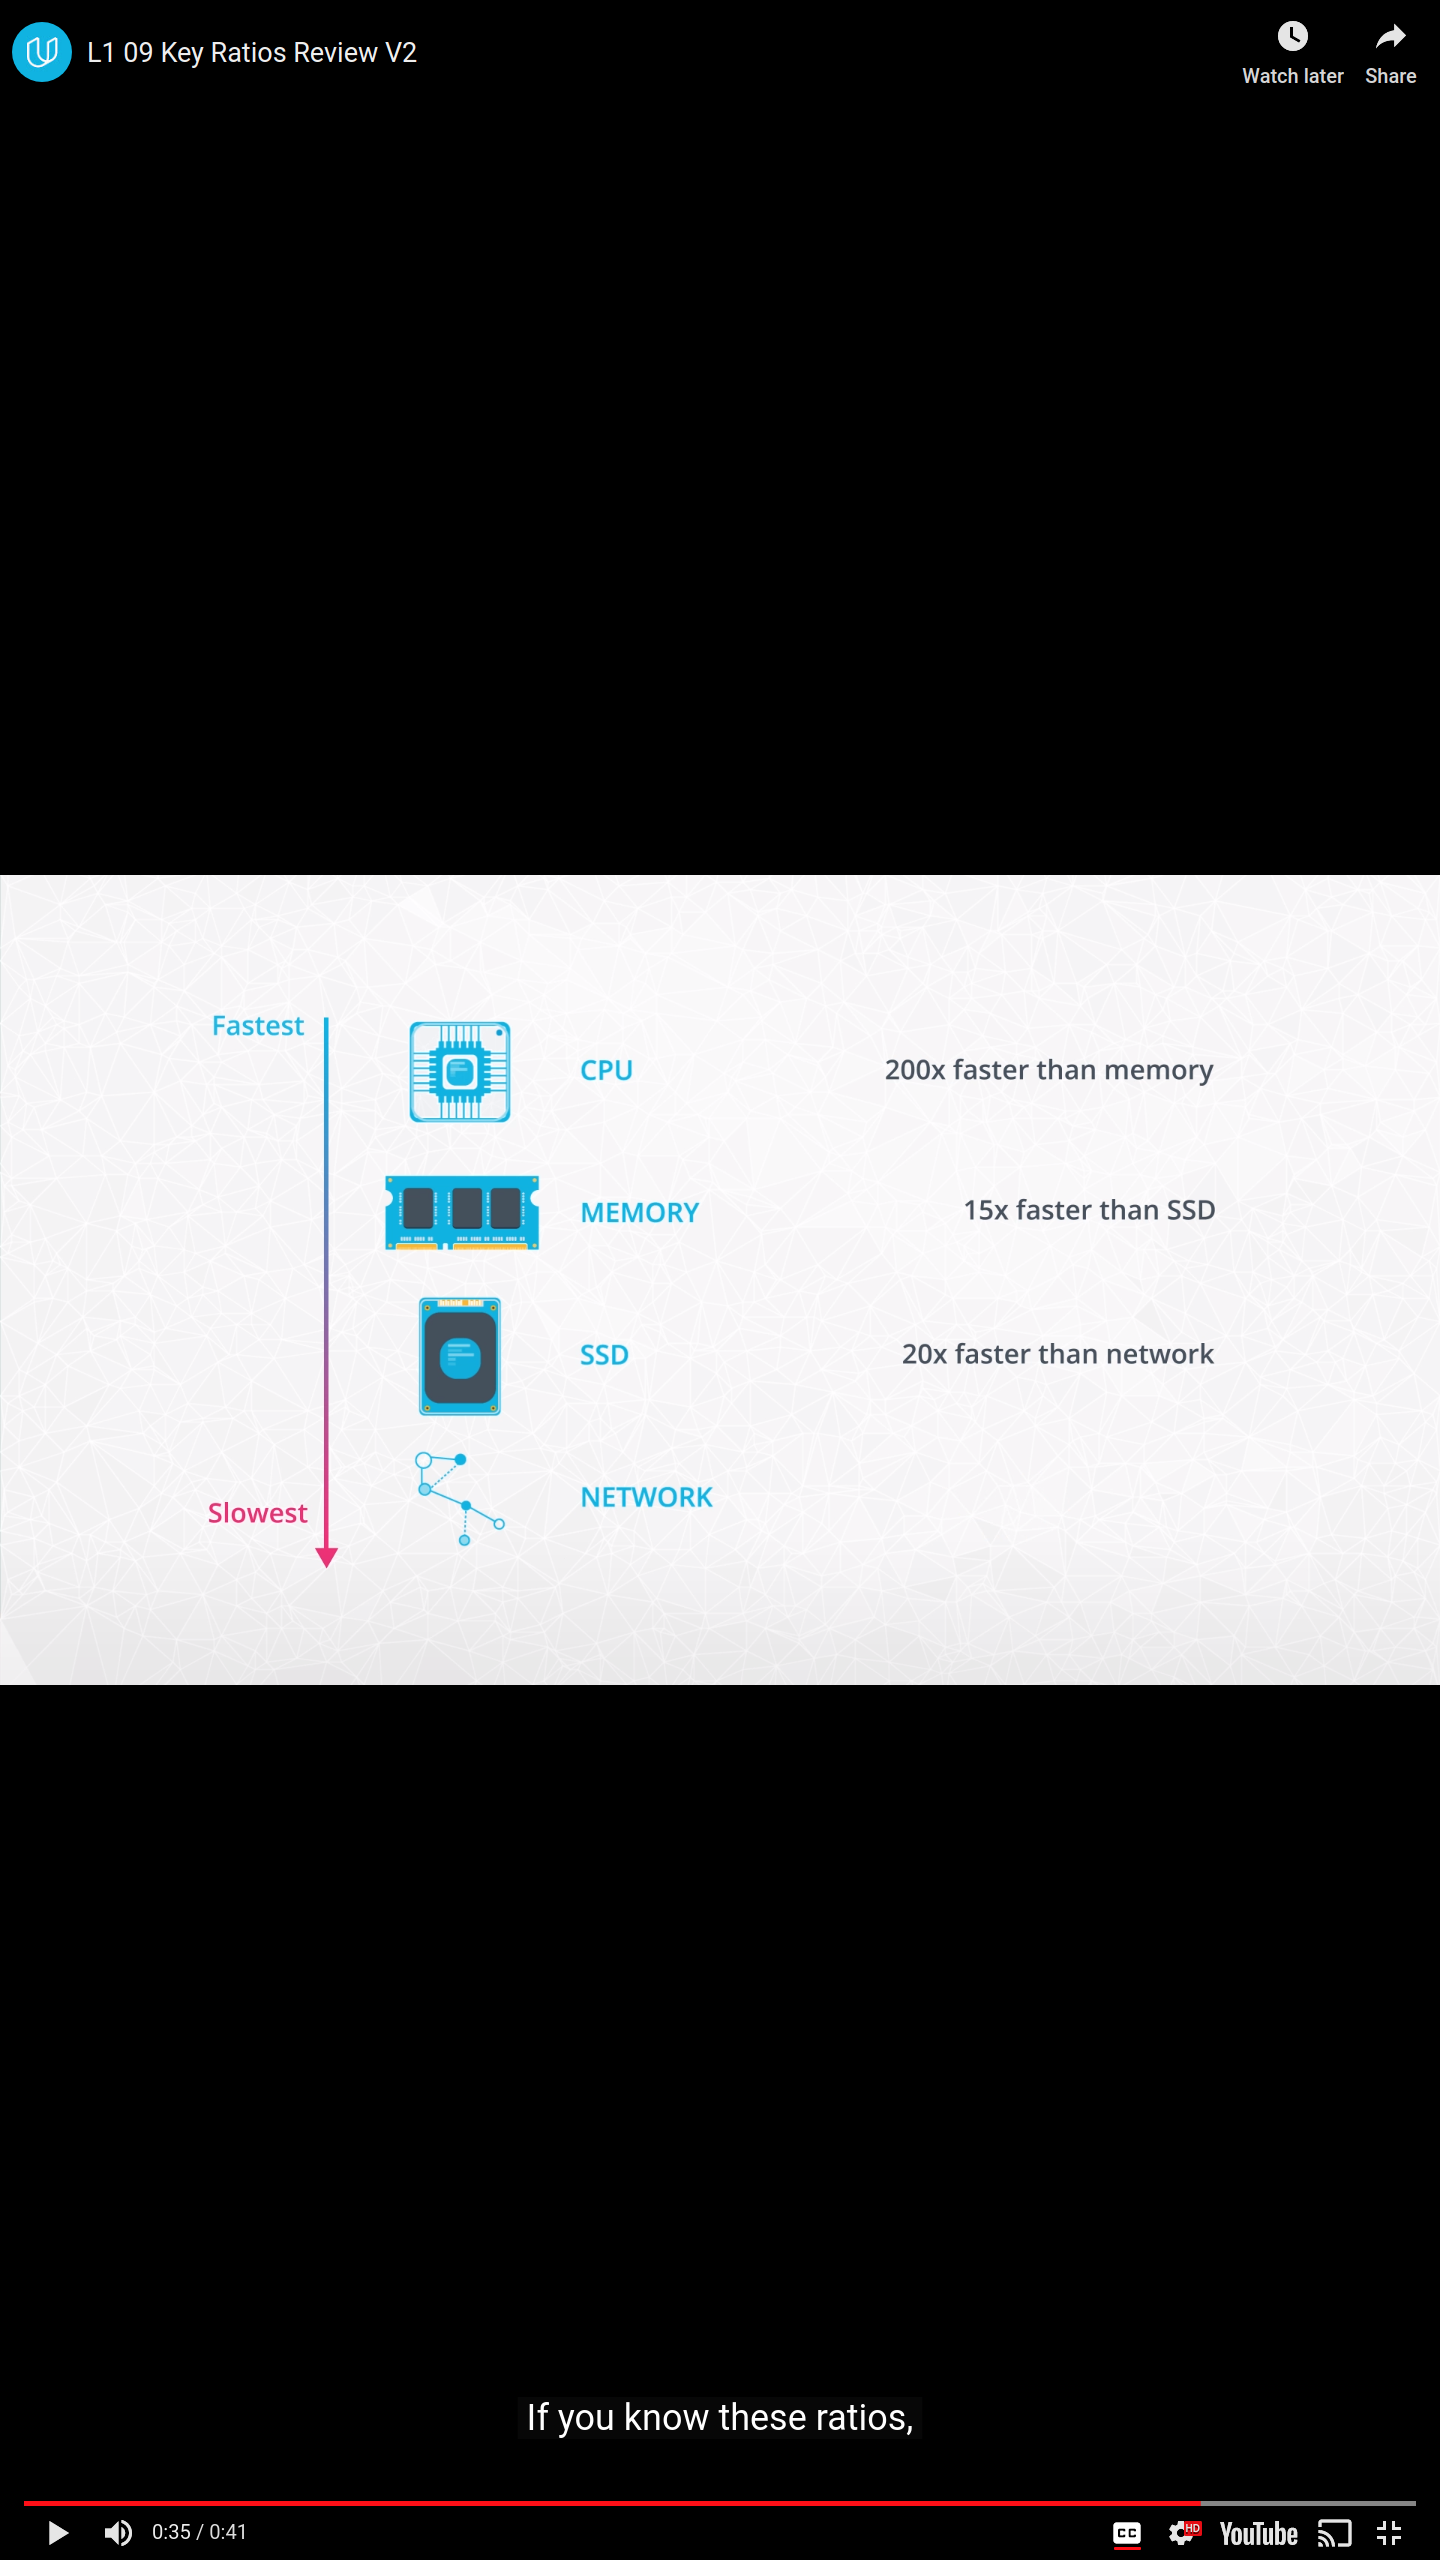 L1 09 Key Ratios Review V2
Watch later
Share
Fastest
CPU
200x faster than memory
MEMORY
15x faster than SSD
SSD
20x faster than network
NETWORK
Slowest
If you know these ratios,
0:35 / 0:41
CC
HD
YouTube